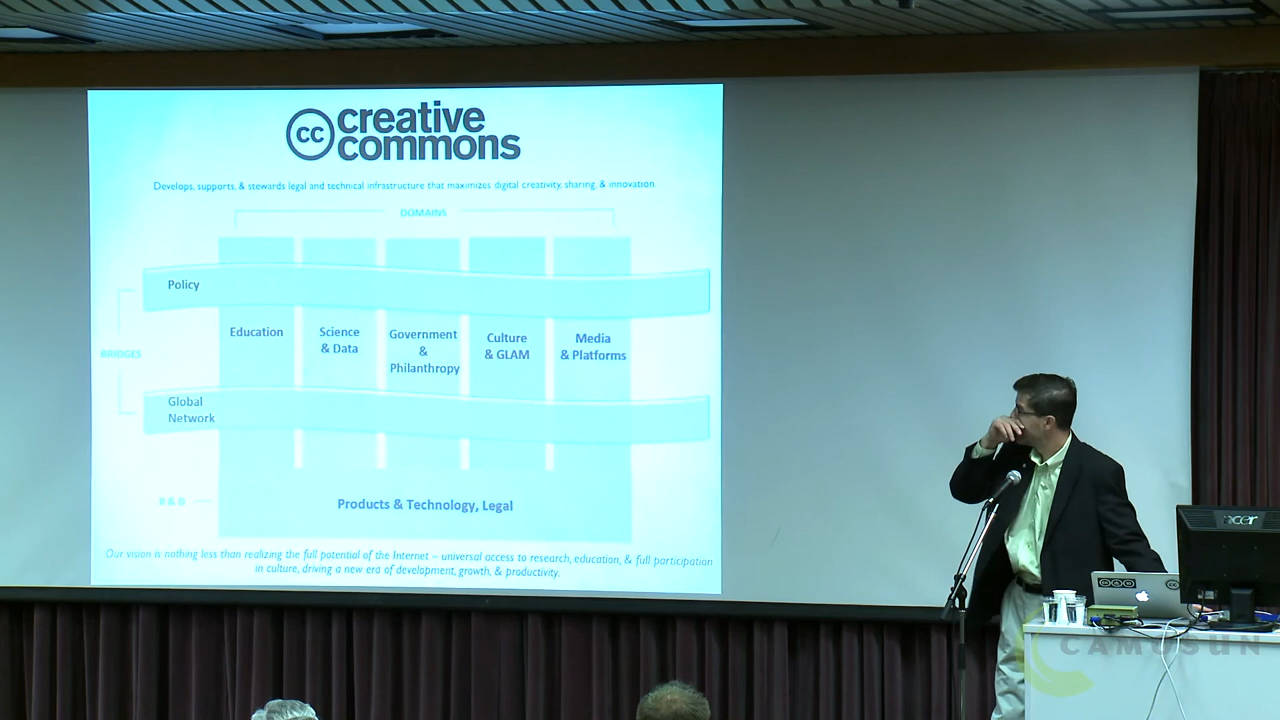 cc creative
commons
Develops, supports, & stewards legal and technical infrastructure that maximizes digital creativity, sharing, & innovation.
DOMAINS
Policy
Education
Science
& Data
Government
&
Philanthropy
Culture
& GLAM
Media
& Platforms
BRIDGES
Global
Network
R & D
Products & Technology, Legal
Our vision is nothing less than realizing the full potential of the Internet – universal access to research, education, & full participation
in culture, driving a new era of development, growth, & productivity.
acer
CAMOSUN